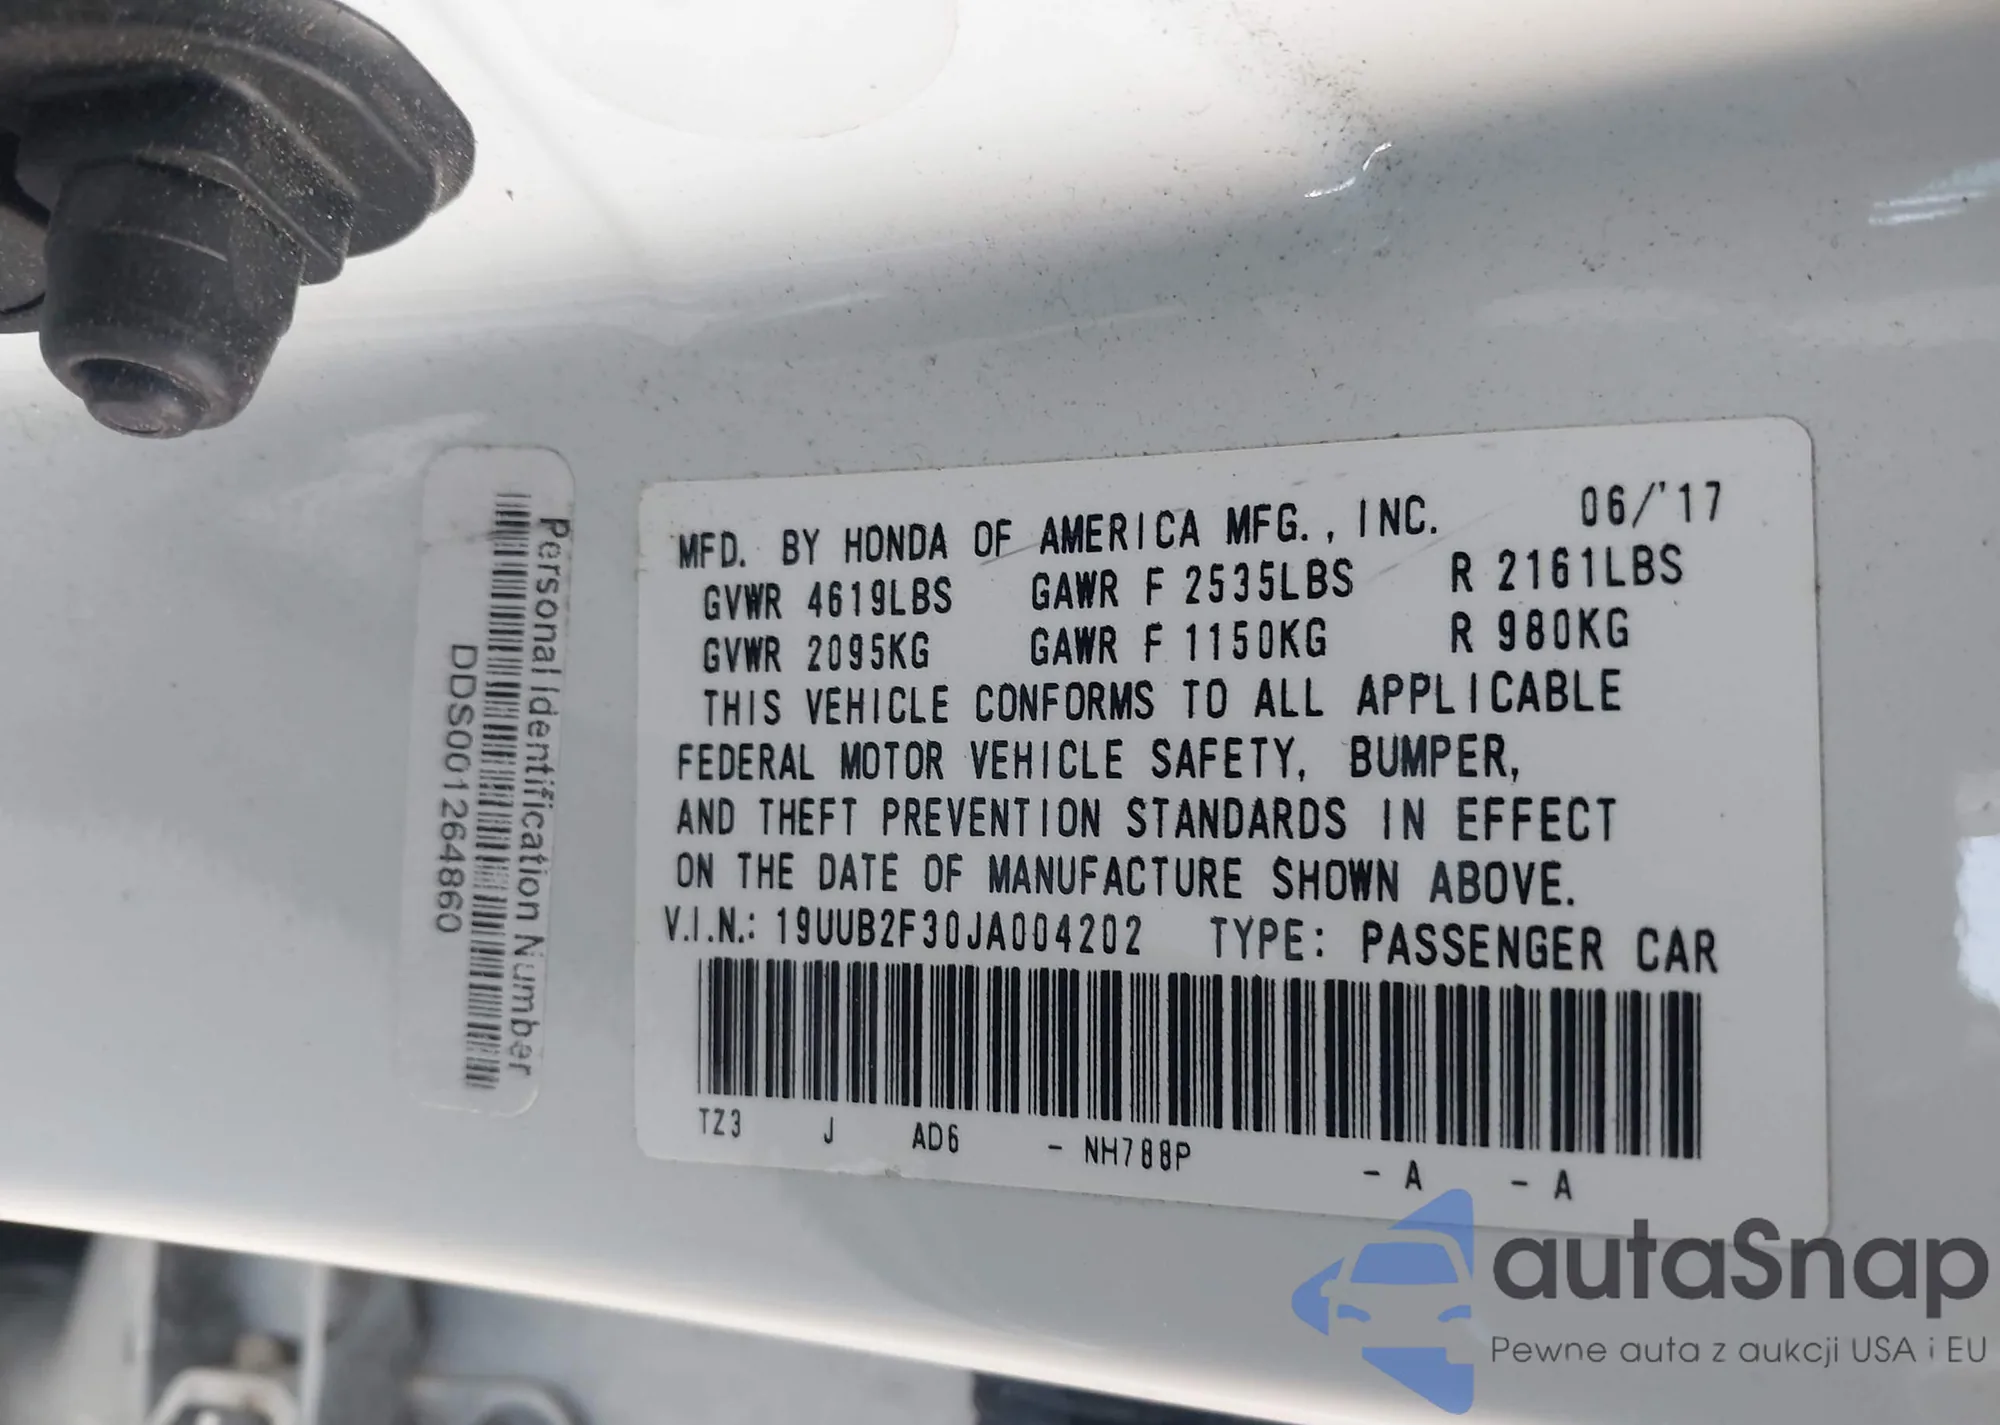 MFD. BY HONDA OF AMERICA MFG., INC. 06/'17
GVWR 4619LBS GAWR F 2535LBS R 2161LBS
GVWR 2095KG GAWR F 1150KG R 980KG
THIS VEHICLE CONFORMS TO ALL APPLICABLE
FEDERAL MOTOR VEHICLE SAFETY, BUMPER,
AND THEFT PREVENTION STANDARDS IN EFFECT
ON THE DATE OF MANUFACTURE SHOWN ABOVE.
V.I.N.: 19UUB2F30JA004202 TYPE: PASSENGER CAR
TZ3 J AD6 - NH788P - A - A
Personal Identification Number
DDS001264860
autaSnap
Pewne auta z aukcji USA i EU